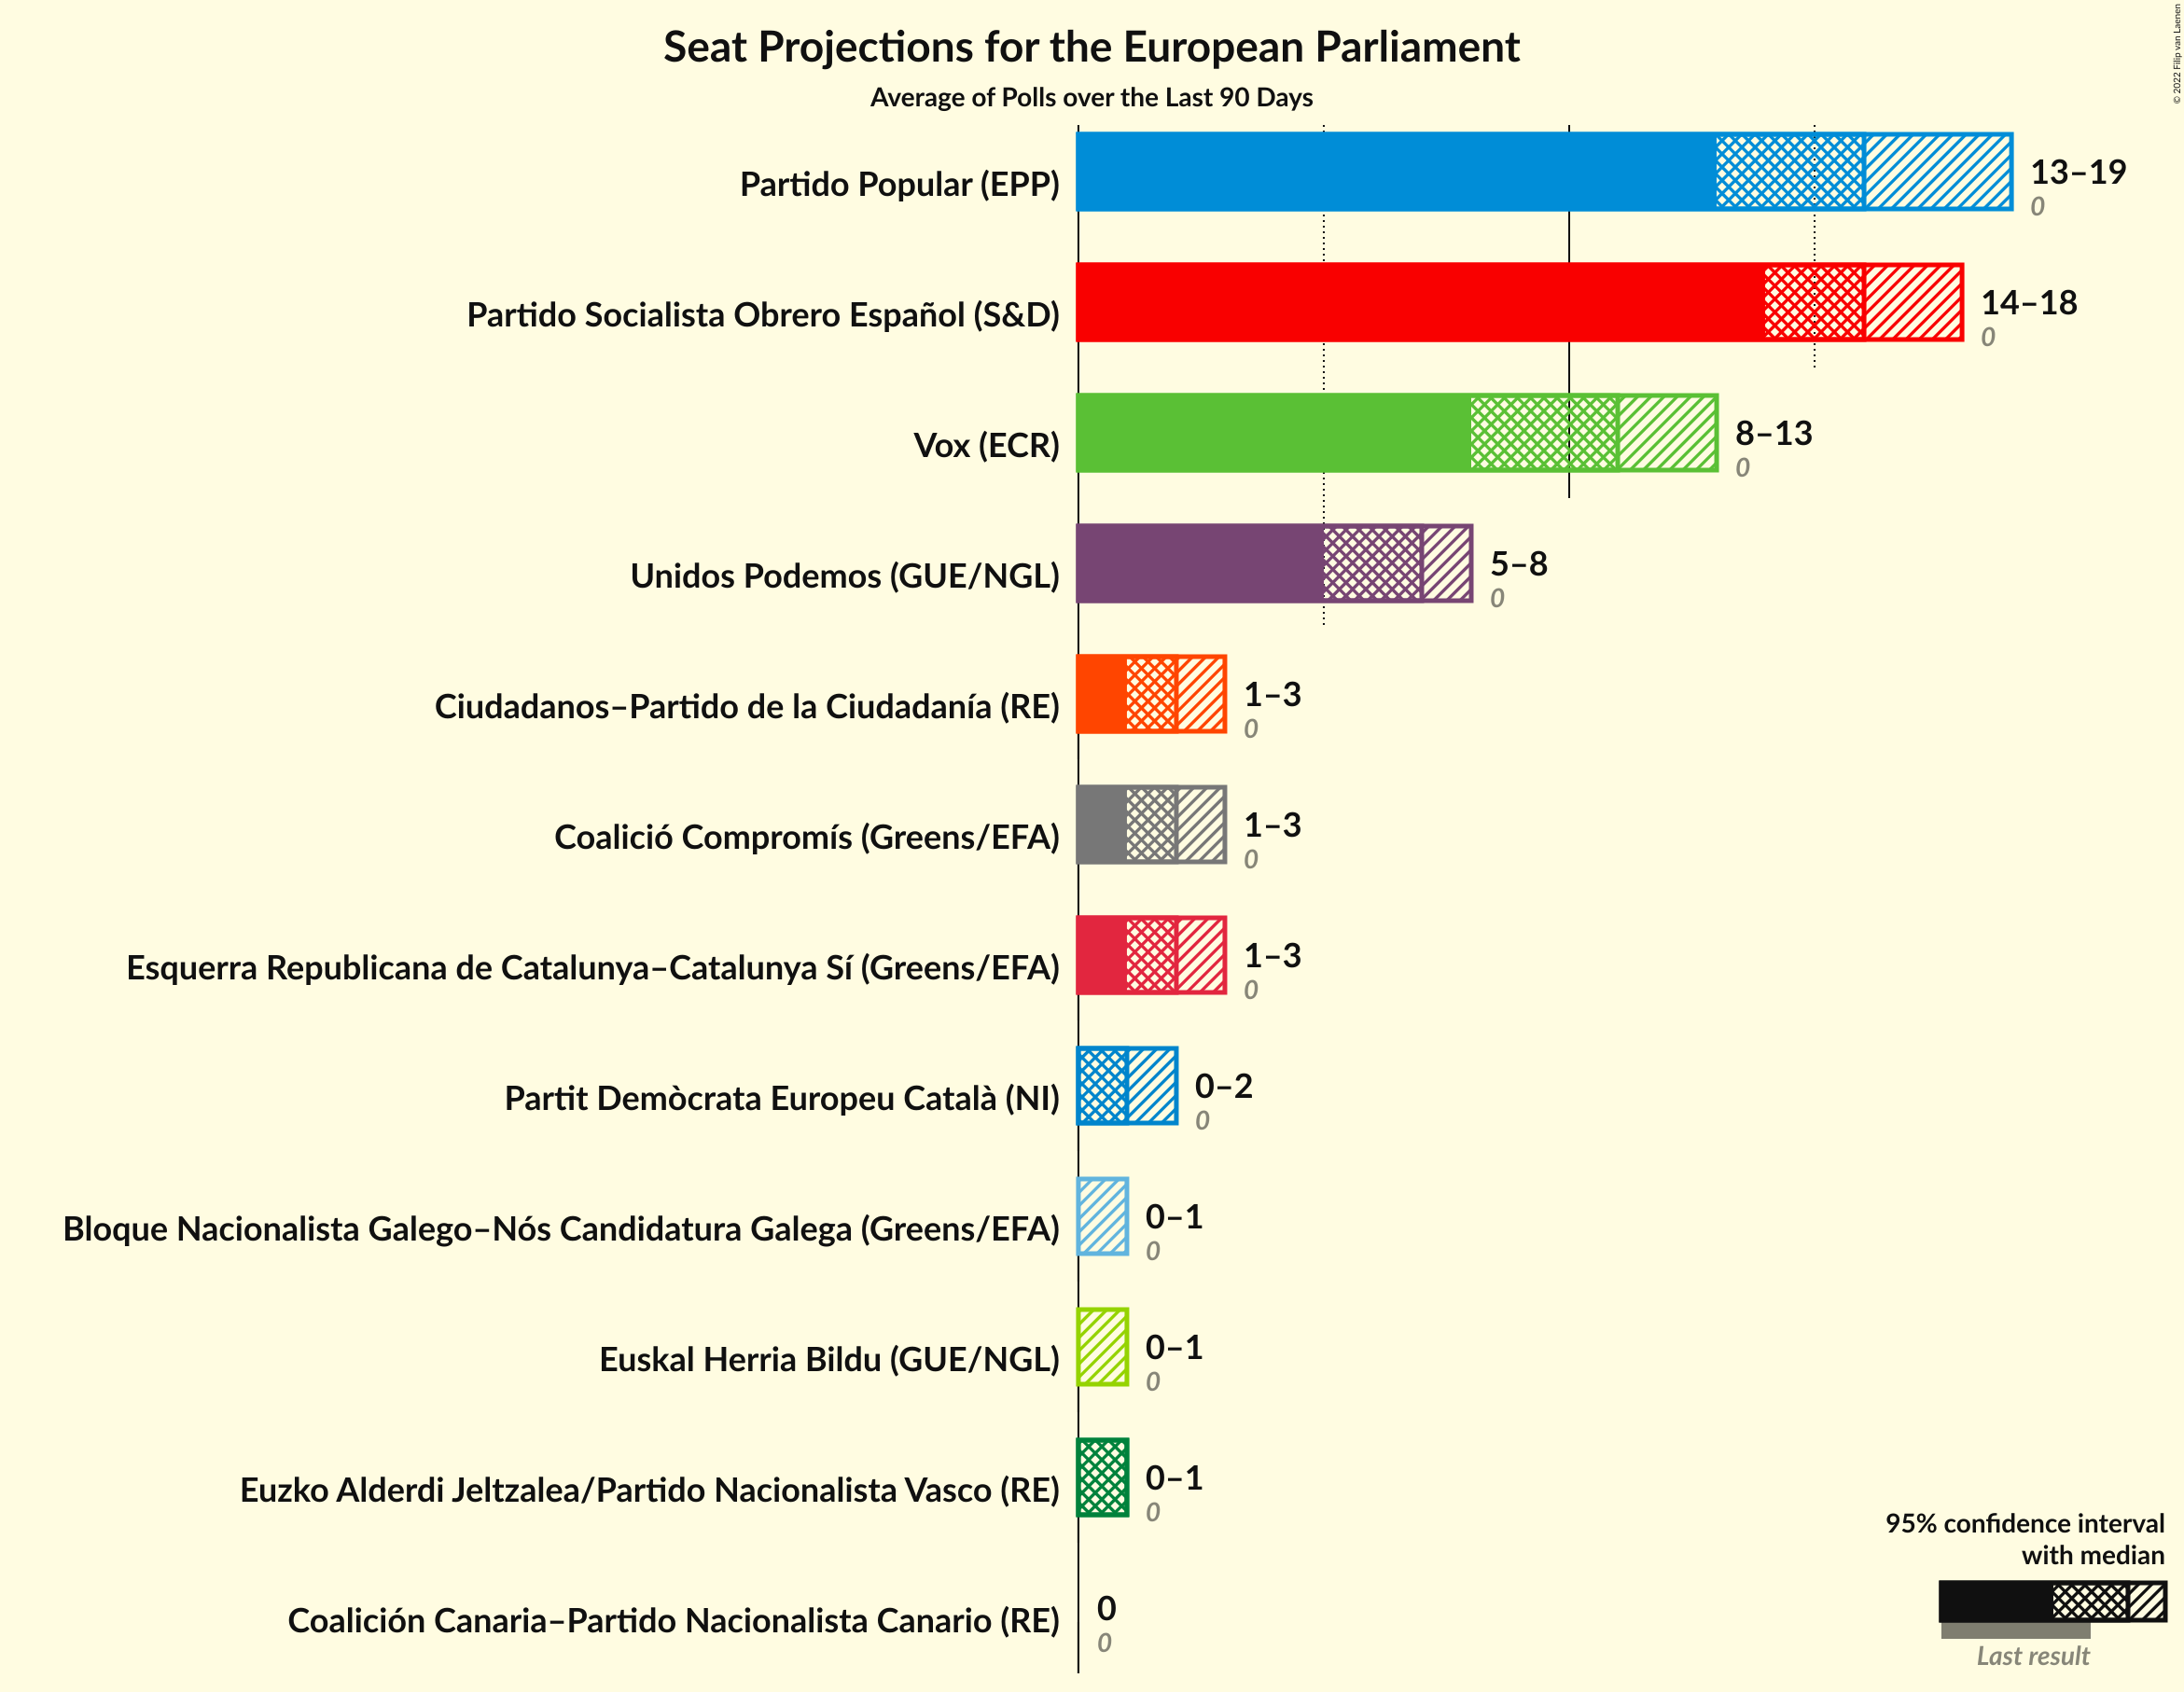 © 2022 Filip van Laenen
Seat Projections for the European Parliament
Average of Polls over the Last 90 Days
Partido Popular (EPP)
13–19
0
Partido Socialista Obrero Español (S&D)
14–18
0
Vox (ECR)
8–13
0
Unidos Podemos (GUE/NGL)
5–8
0
Ciudadanos–Partido de la Ciudadanía (RE)
1–3
0
Coalició Compromís (Greens/EFA)
1–3
0
Esquerra Republicana de Catalunya–Catalunya Sí (Greens/EFA)
1–3
0
Partit Demòcrata Europeu Català (NI)
0–2
0
Bloque Nacionalista Galego–Nós Candidatura Galega (Greens/EFA)
0–1
0
Euskal Herria Bildu (GUE/NGL)
0–1
0
Euzko Alderdi Jeltzalea/Partido Nacionalista Vasco (RE)
0–1
0
Coalición Canaria–Partido Nacionalista Canario (RE)
0
0
95% confidence interval
with median
Last result